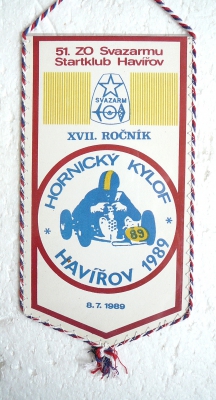 51. ZO Svazarmu
Startklub Havířov
SVAZARM
XVII. ROČNÍK
* HORNICKÝ KYLOF *
89
HAVÍŘOV 1989
8.7.1989